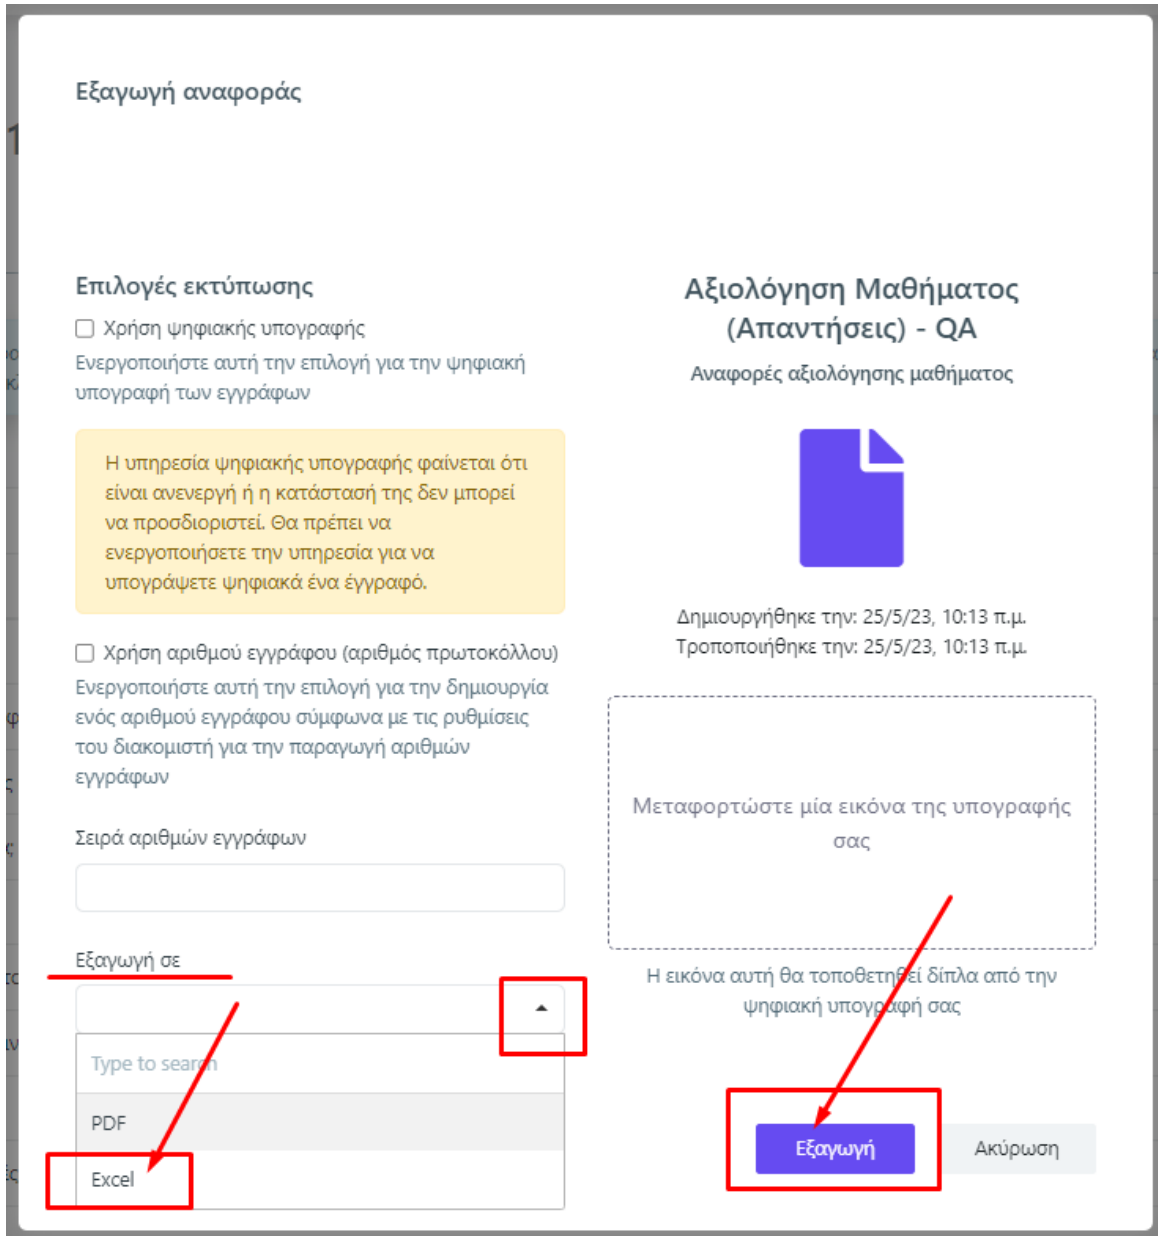 Εξαγωγή αναφοράς
Επιλογές εκτύπωσης
Χρήση ψηφιακής υπογραφής
Ενεργοποιήστε αυτή την επιλογή για την ψηφιακή
υπογραφή των εγγράφων
Η υπηρεσία ψηφιακής υπογραφής φαίνεται ότι
είναι ανενεργή ή η κατάστασή της δεν μπορεί
να προσδιοριστεί. Θα πρέπει να
ενεργοποιήσετε την υπηρεσία για να
υπογράψετε ψηφιακά ένα έγγραφό.
Χρήση αριθμού εγγράφου (αριθμός πρωτοκόλλου)
Ενεργοποιήστε αυτή την επιλογή για την δημιουργία
ενός αριθμού εγγράφου σύμφωνα με τις ρυθμίσεις
του διακομιστή για την παραγωγή αριθμών
εγγράφων
Σειρά αριθμών εγγράφων
Εξαγωγή σε
Type to search
PDF
Excel
Αξιολόγηση Μαθήματος
(Απαντήσεις) - QA
Αναφορές αξιολόγησης μαθήματος
Δημιουργήθηκε την: 25/5/23, 10:13 π.μ.
Τροποποιήθηκε την: 25/5/23, 10:13 π.μ.
Μεταφορτώστε μία εικόνα της υπογραφής
σας
Η εικόνα αυτή θα τοποθετηθεί δίπλα από την
ψηφιακή υπογραφή σας
Εξαγωγή
Ακύρωση